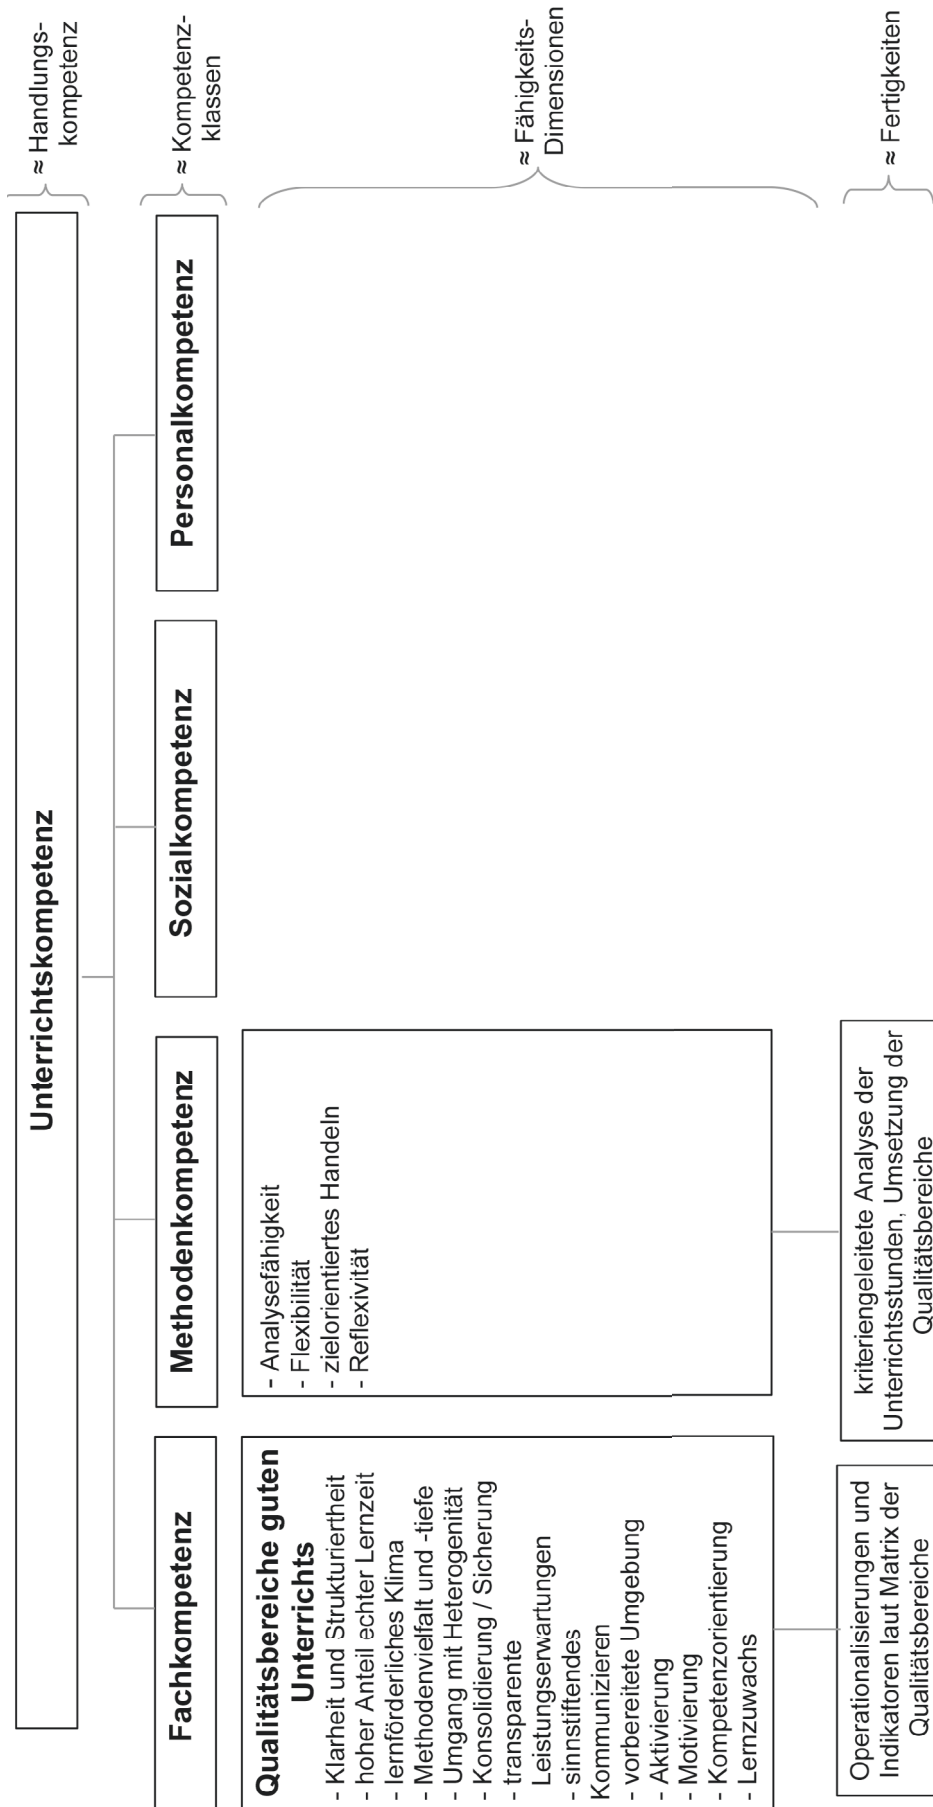 Unterrichtskompetenz
≈ Handlungs-
kompetenz
Fachkompetenz
Methodenkompetenz
Sozialkompetenz
Personalkompetenz
≈ Kompetenz-
klassen
Qualitätsbereiche guten
Unterrichts
- Klarheit und Strukturiertheit
- hoher Anteil echter Lernzeit
- lernförderliches Klima
- Methodenvielfalt und -tiefe
- Umgang mit Heterogenität
- Konsolidierung / Sicherung
- transparente
Leistungserwartungen
- sinnstiftendes
Kommunizieren
- vorbereitete Umgebung
- Aktivierung
- Motivierung
- Kompetenzorientierung
- Lernzuwachs
- Analysefähigkeit
- Flexibilität
- zielorientiertes Handeln
- Reflexivität
≈ Fähigkeits-
Dimensionen
Operationalisierungen und
Indikatoren laut Matrix der
Qualitätsbereiche
kriteriengeleitete Analyse der
Unterrichtsstunden, Umsetzung der
Qualitätsbereiche
≈ Fertigkeiten